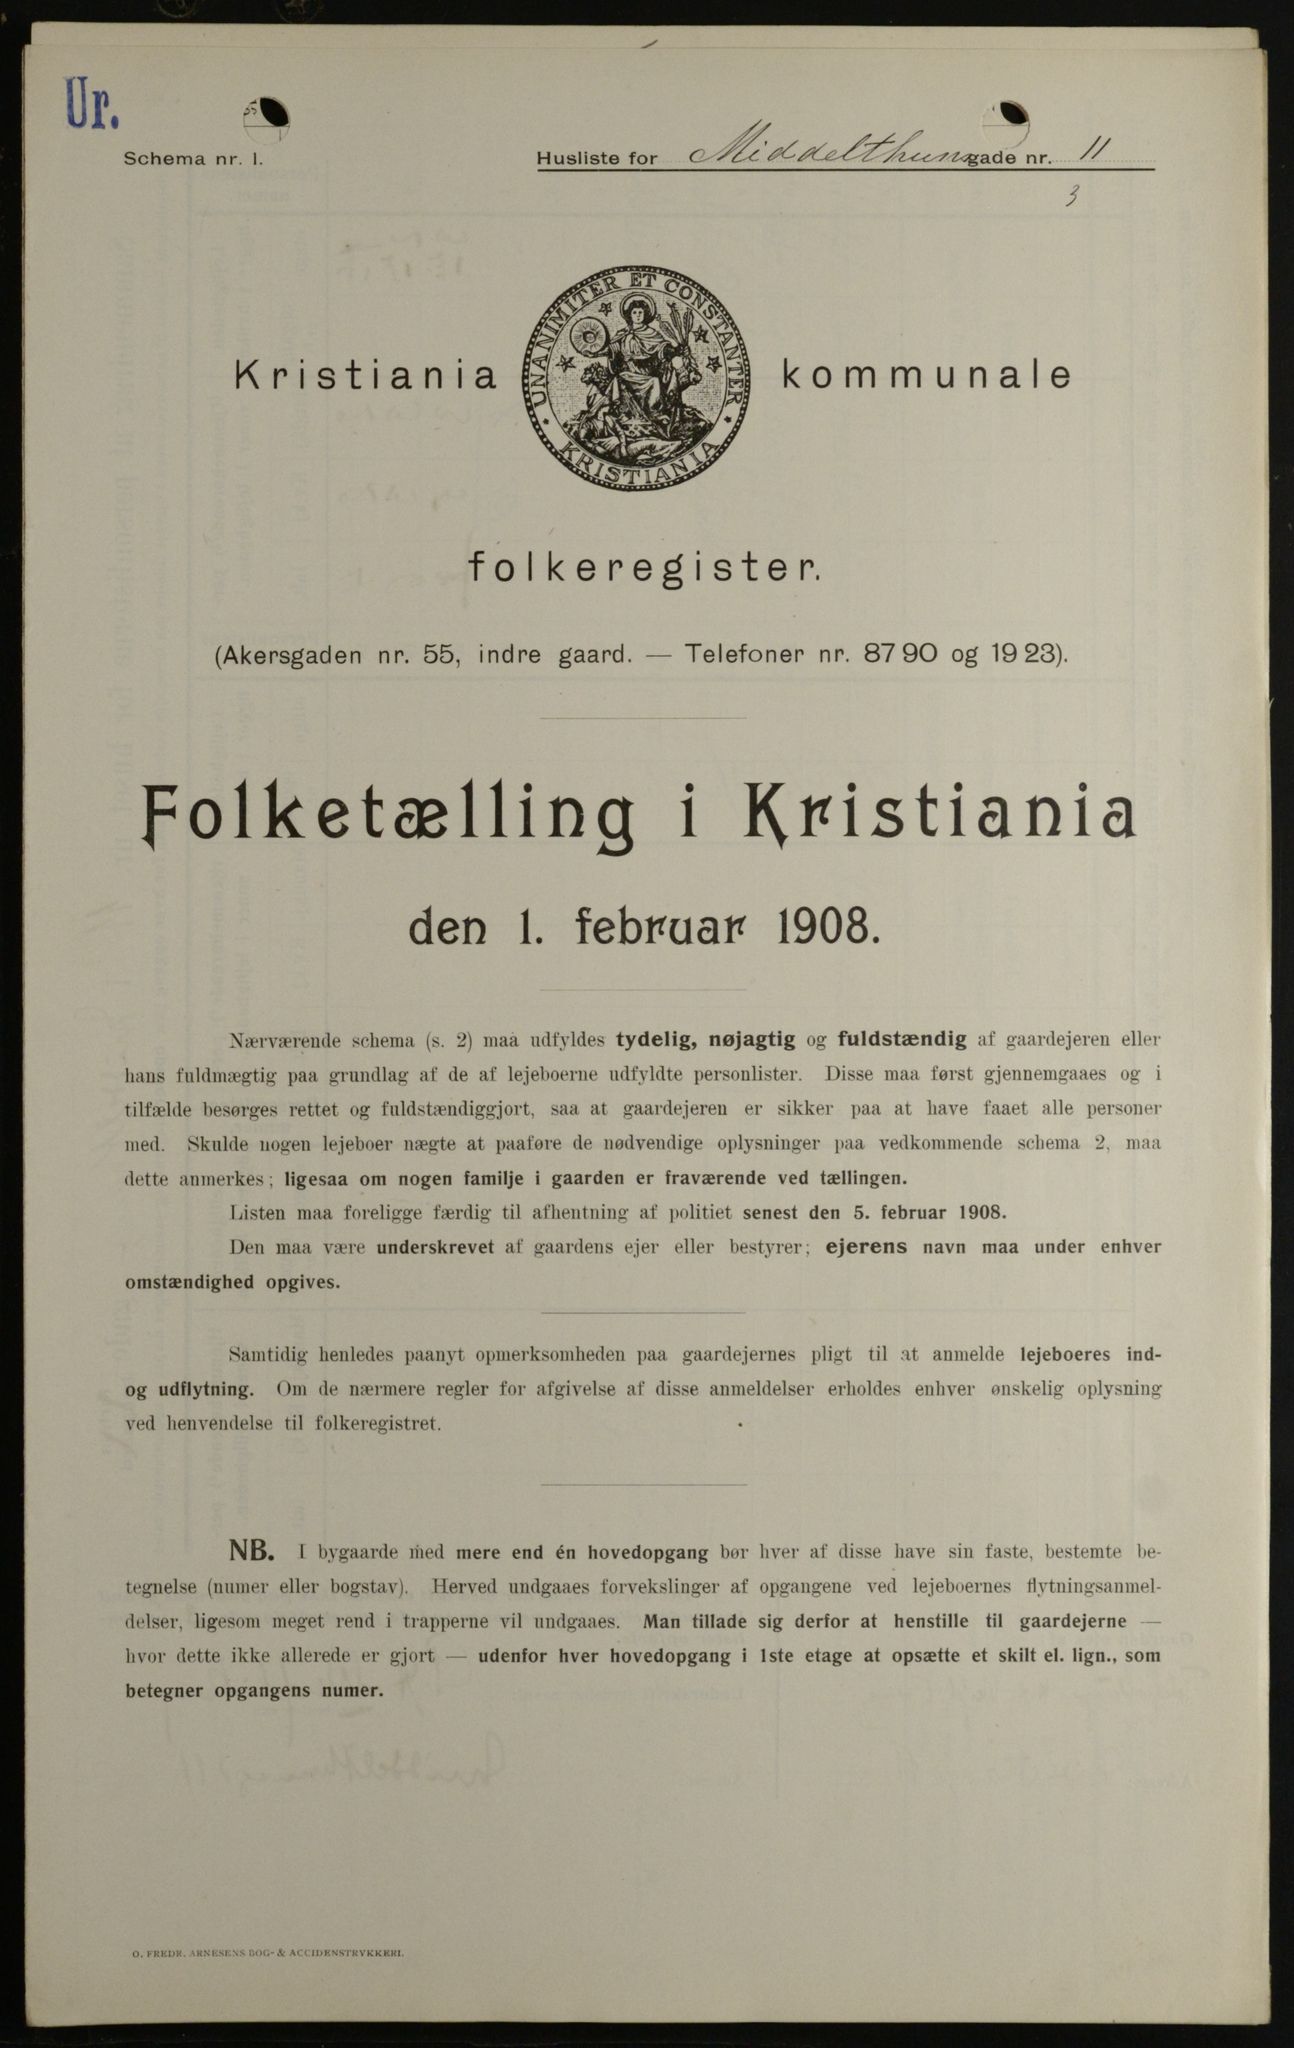 Ur.
Schema nr. 1.
Husliste for Middelthunsgade nr. 11
3
Kristiania kommunale
UNANIMITER ET CONSTANTER
KRISTIANIA
folkeregister.
(Akersgaden nr. 55, indre gaard. — Telefoner nr. 87 90 og 19 23).
Folketælling i Kristiania
den 1. februar 1908.
Nærværende schema (s. 2) maa udfyldes tydelig, nøjagtig og fuldstændig af gaardejeren eller
hans fuldmægtig paa grundlag af de af lejeboerne udfyldte personlister. Disse maa først gjennemgaaes og i
tilfælde besørges rettet og fuldstændiggjort, saa at gaardejeren er sikker paa at have faaet alle personer
med. Skulde nogen lejeboer nægte at paaføre de nødvendige oplysninger paa vedkommende schema 2, maa
dette anmerkes; ligesaa om nogen familje i gaarden er fraværende ved tællingen.
Listen maa foreligge færdig til afhentning af politiet senest den 5. februar 1908.
Den maa være underskrevet af gaardens ejer eller bestyrer; ejerens navn maa under enhver
omstændighed opgives.
Samtidig henledes paanyt opmerksomheden paa gaardejernes pligt til at anmelde lejeboeres ind-
og udflytning. Om de nærmere regler for afgivelse af disse anmeldelser erholdes enhver ønskelig oplysning
ved henvendelse til folkeregistret.
NB. I bygaarde med mere end én hovedopgang bør hver af disse have sin faste, bestemte be-
tegnelse (numer eller bogstav). Herved undgaaes forvekslinger af opgangene ved lejeboernes flytningsanmel-
delser, ligesom meget rend i trapperne vil undgaaes. Man tillade sig derfor at henstille til gaardejerne —
hvor dette ikke allerede er gjort — udenfor hver hovedopgang i 1ste etage at opsætte et skilt el. lign., som
betegner opgangens numer.
O. FREDR. ARNESENS BOG- & ACCIDENSTRYKKERI.